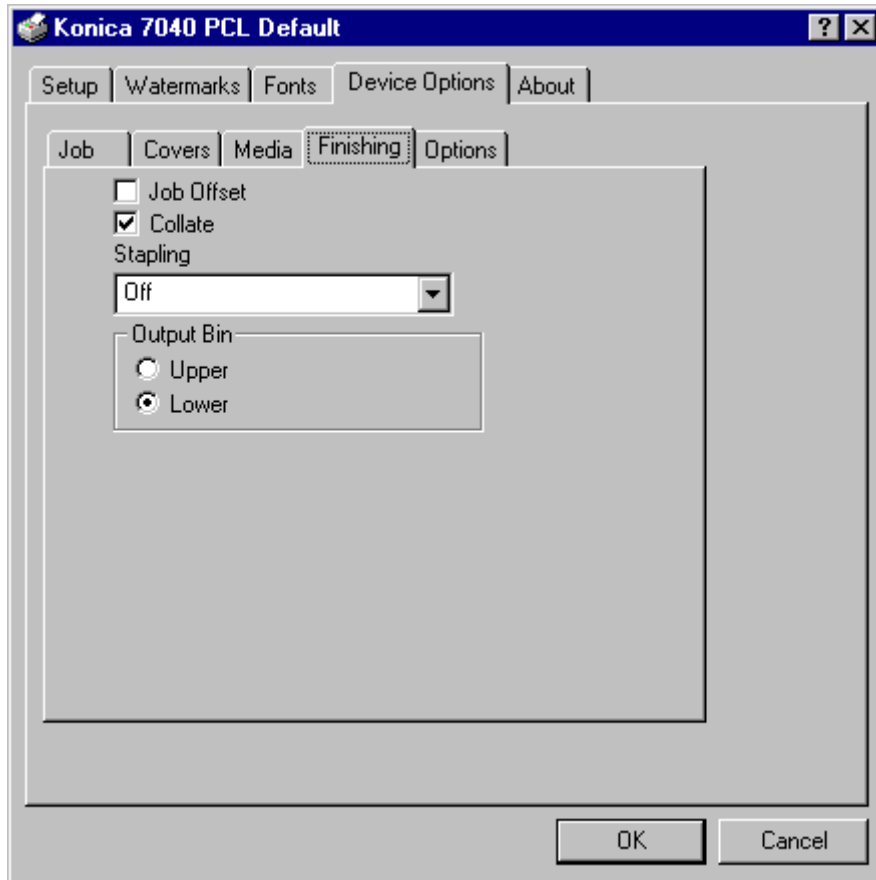 Konica 7040 PCL Default
Setup Watermarks Fonts Device Options About
Job Covers Media Finishing Options
Job Offset
Collate
Stapling
Off
Output Bin
Upper
Lower
OK Cancel